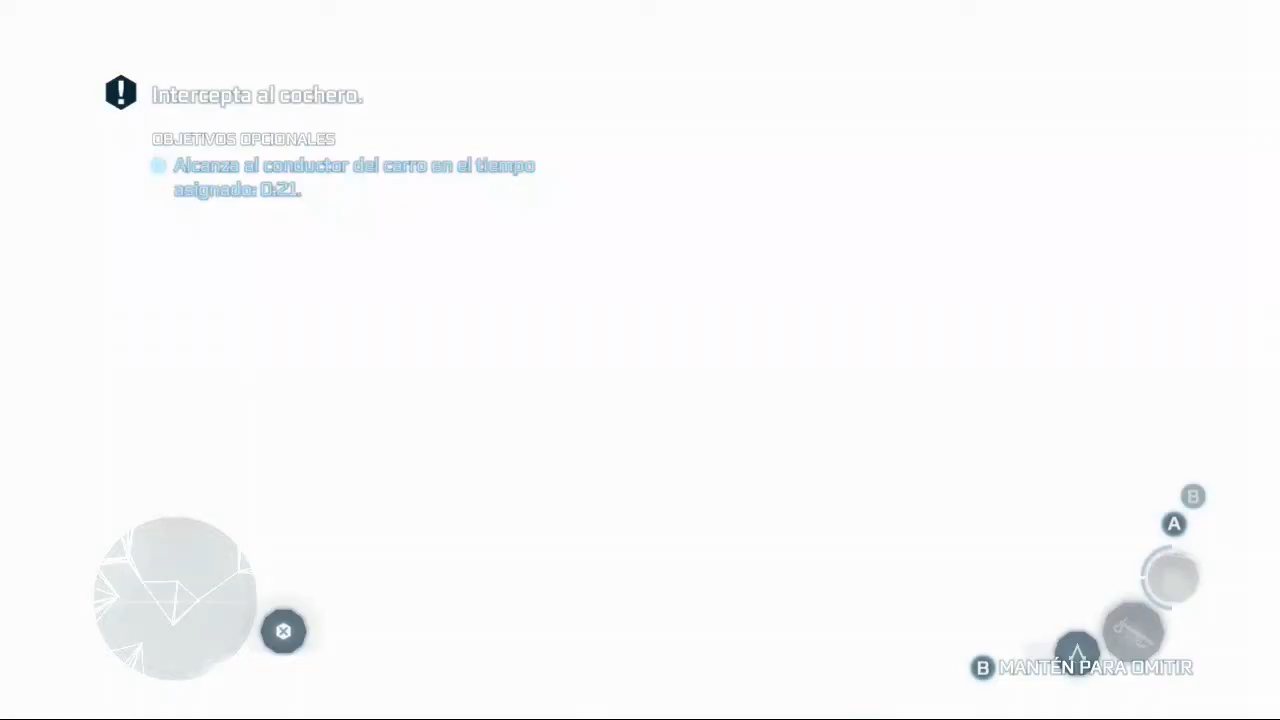 Intercepta al cochero.
OBJETIVOS OPCIONALES
Alcanza al conductor del carro en el tiempo
asignado: 0:21.
B
A
B MANTÉN PARA OMITIR